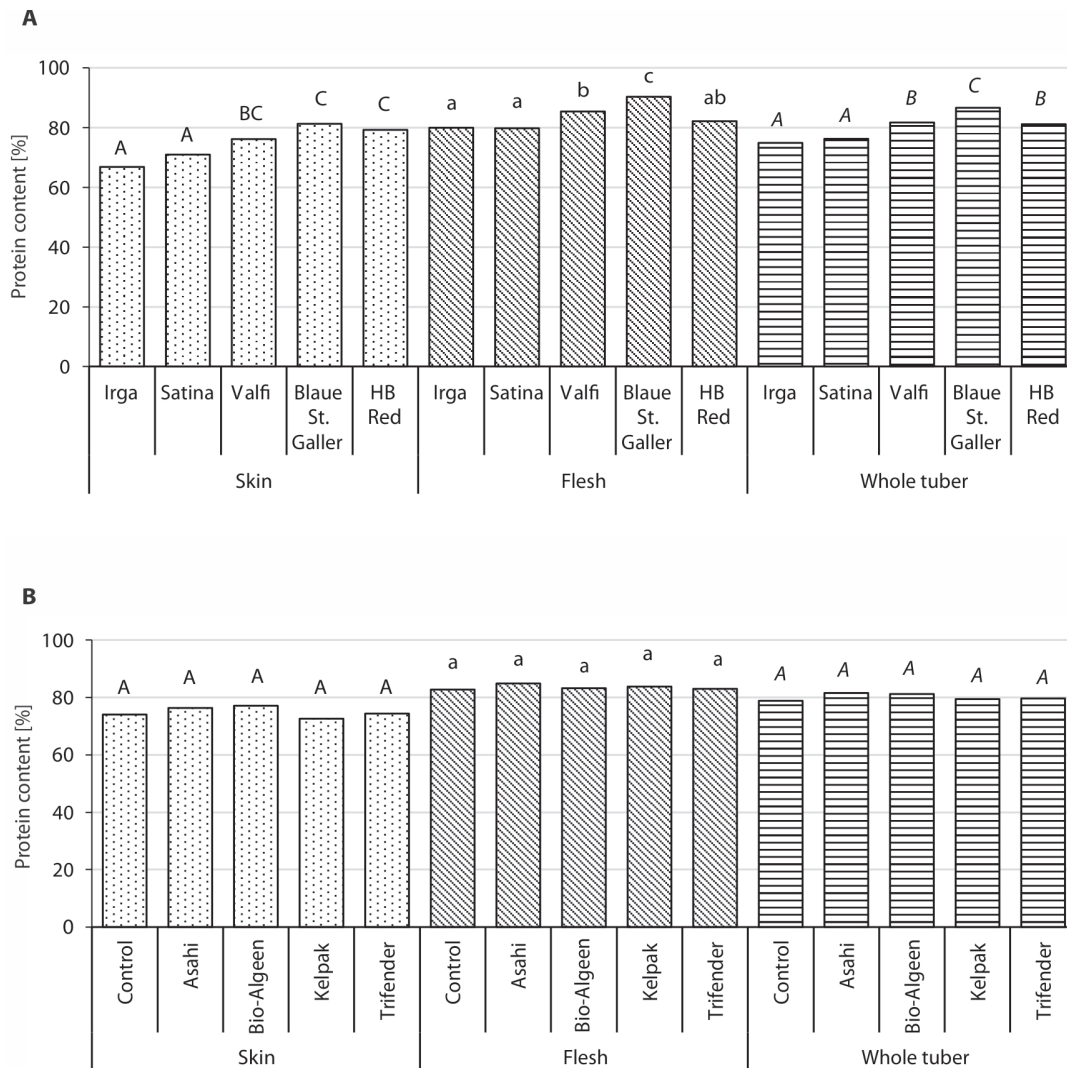 A
100
80
60
40
20
0
Protein content [%]
A
A
BC
C
C
a
a
b
c
ab
A
A
B
C
B
Irga
Satina
Valfi
Blaue
St.
Galler
HB
Red
Irga
Satina
Valfi
Blaue
St.
Galler
HB
Red
Irga
Satina
Valfi
Blaue
St.
Galler
HB
Red
Skin
Flesh
Whole tuber
B
100
80
60
40
20
0
Protein content [%]
A
A
A
A
A
a
a
a
a
a
A
A
A
A
A
Control
Asahi
Bio-Algeen
Kelpak
Trifender
Control
Asahi
Bio-Algeen
Kelpak
Trifender
Control
Asahi
Bio-Algeen
Kelpak
Trifender
Skin
Flesh
Whole tuber